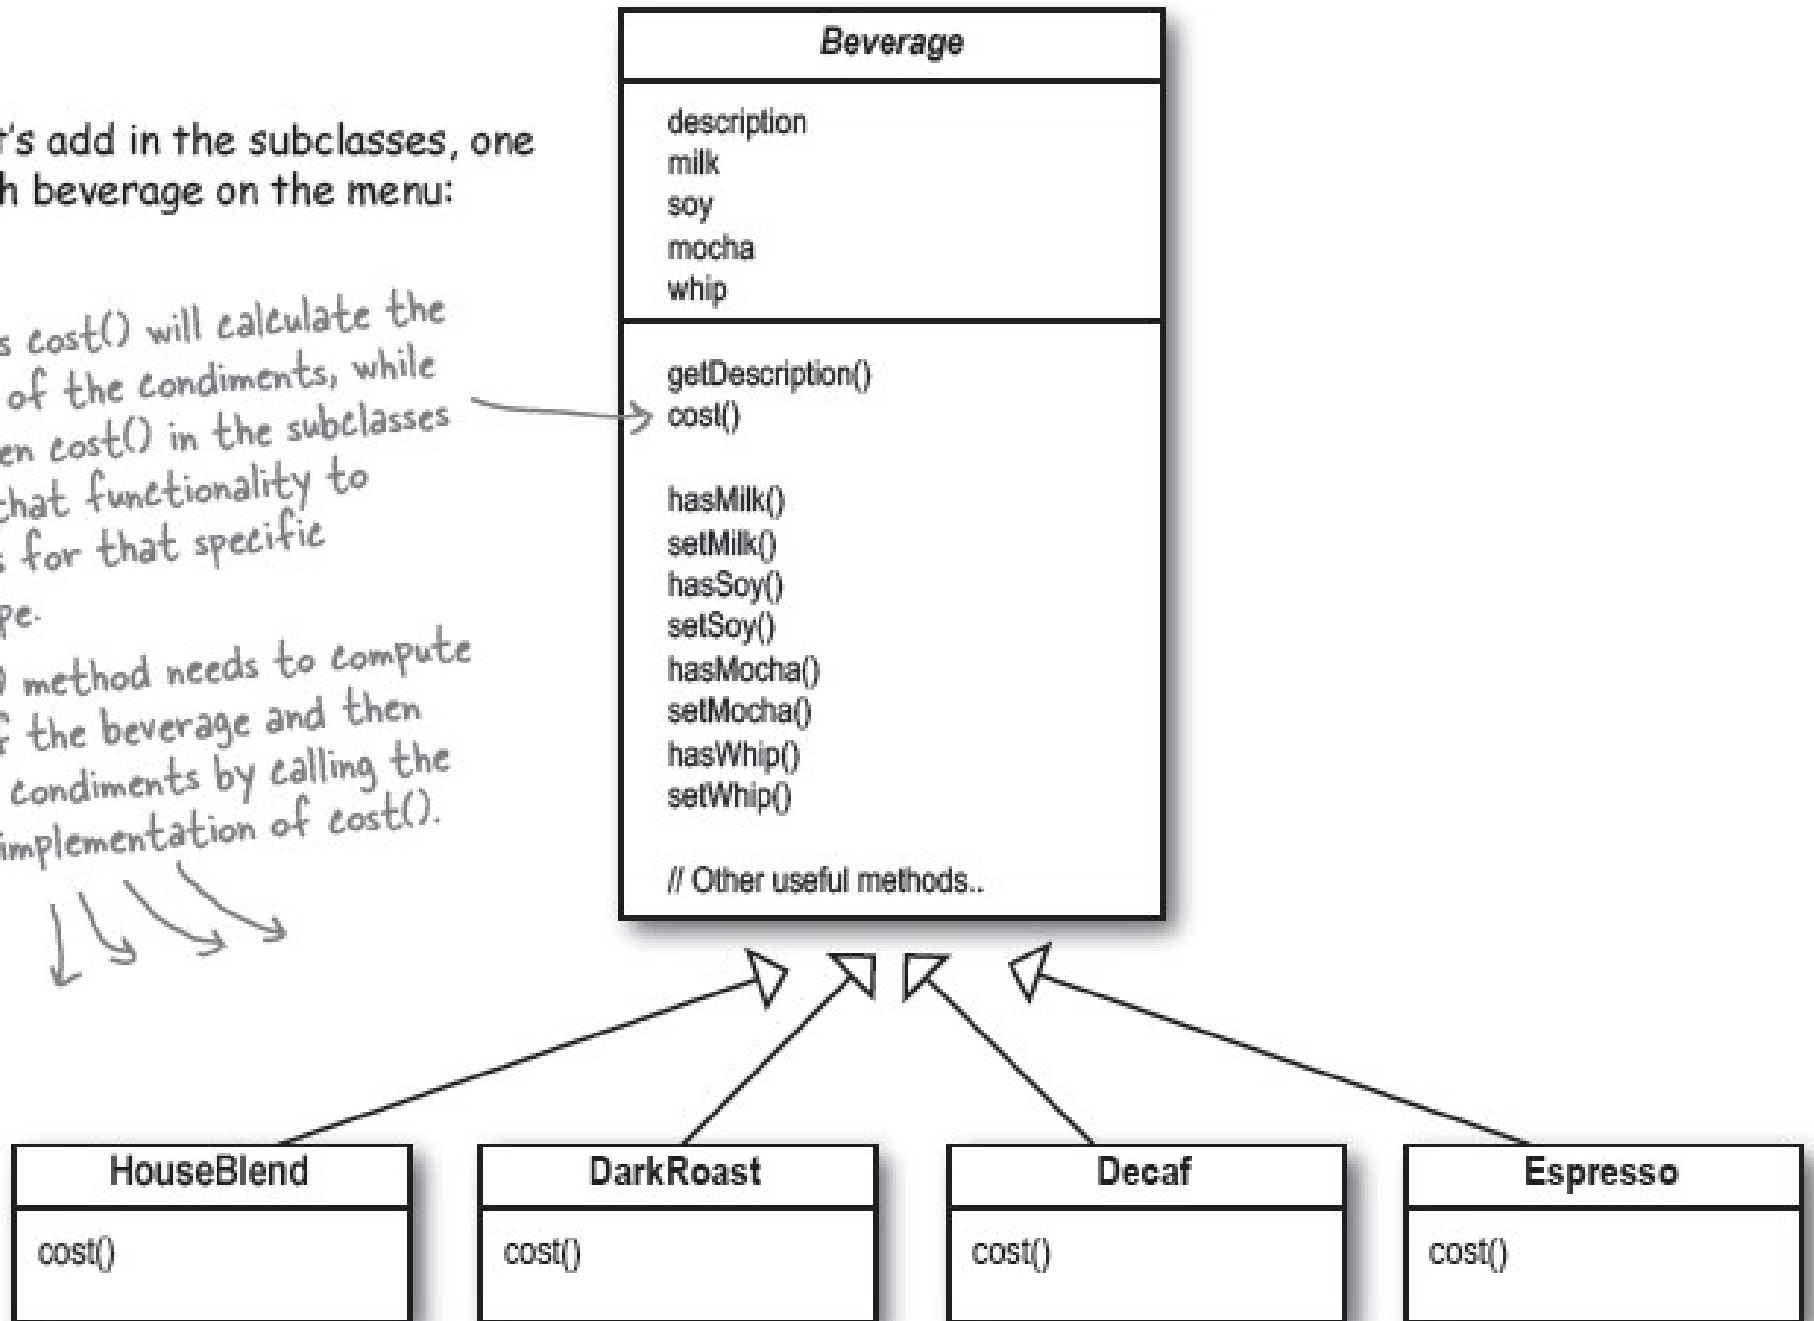 t's add in the subclasses, one
h beverage on the menu:
s cost() will calculate the
of the condiments, while
en cost() in the subclasses
that functionality to
s for that specific
pe.
) method needs to compute
f the beverage and then
condiments by calling the
implementation of cost().
Beverage
description
milk
soy
mocha
whip
getDescription()
cost()
hasMilk()
setMilk()
hasSoy()
setSoy()
hasMocha()
setMocha()
hasWhip()
setWhip()
// Other useful methods..
HouseBlend
cost()
DarkRoast
cost()
Decaf
cost()
Espresso
cost()